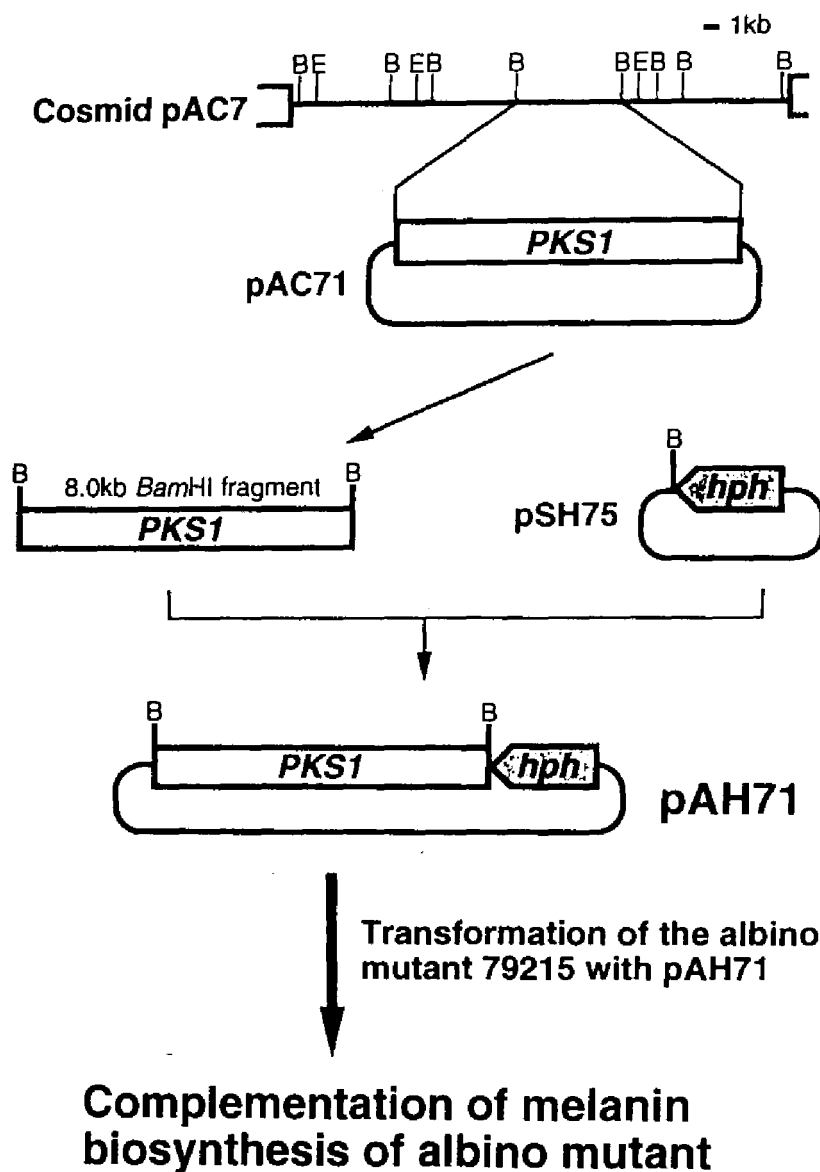 1kb
B E B E B B B E B B B
Cosmid pAC7
PKS1
pAC71
B B B
8.0kb BamHI fragment
hph
PKS1
pSH75
B B
PKS1
hph
pAH71
Transformation of the albino
mutant 79215 with pAH71
Complementation of melanin
biosynthesis of albino mutant